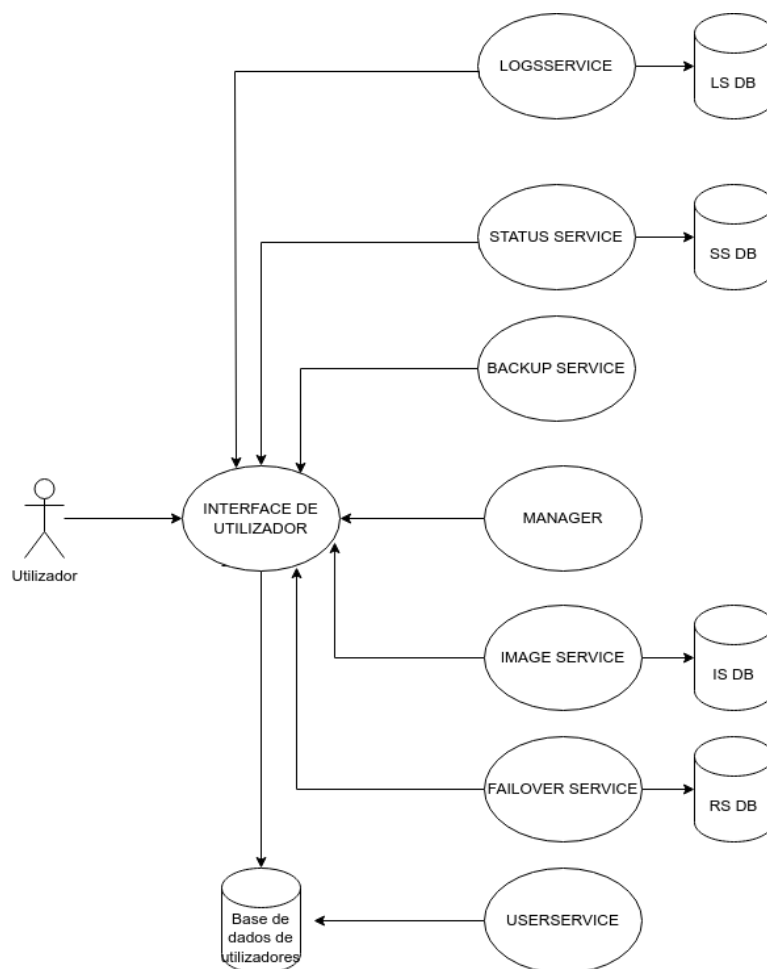 LOGSSERVICE
LS DB
STATUS SERVICE
SS DB
BACKUP SERVICE
INTERFACE DE
UTILIZADOR
MANAGER
Utilizador
IMAGE SERVICE
IS DB
FAILOVER SERVICE
RS DB
Base de
dados de
utilizadores
USERSERVICE